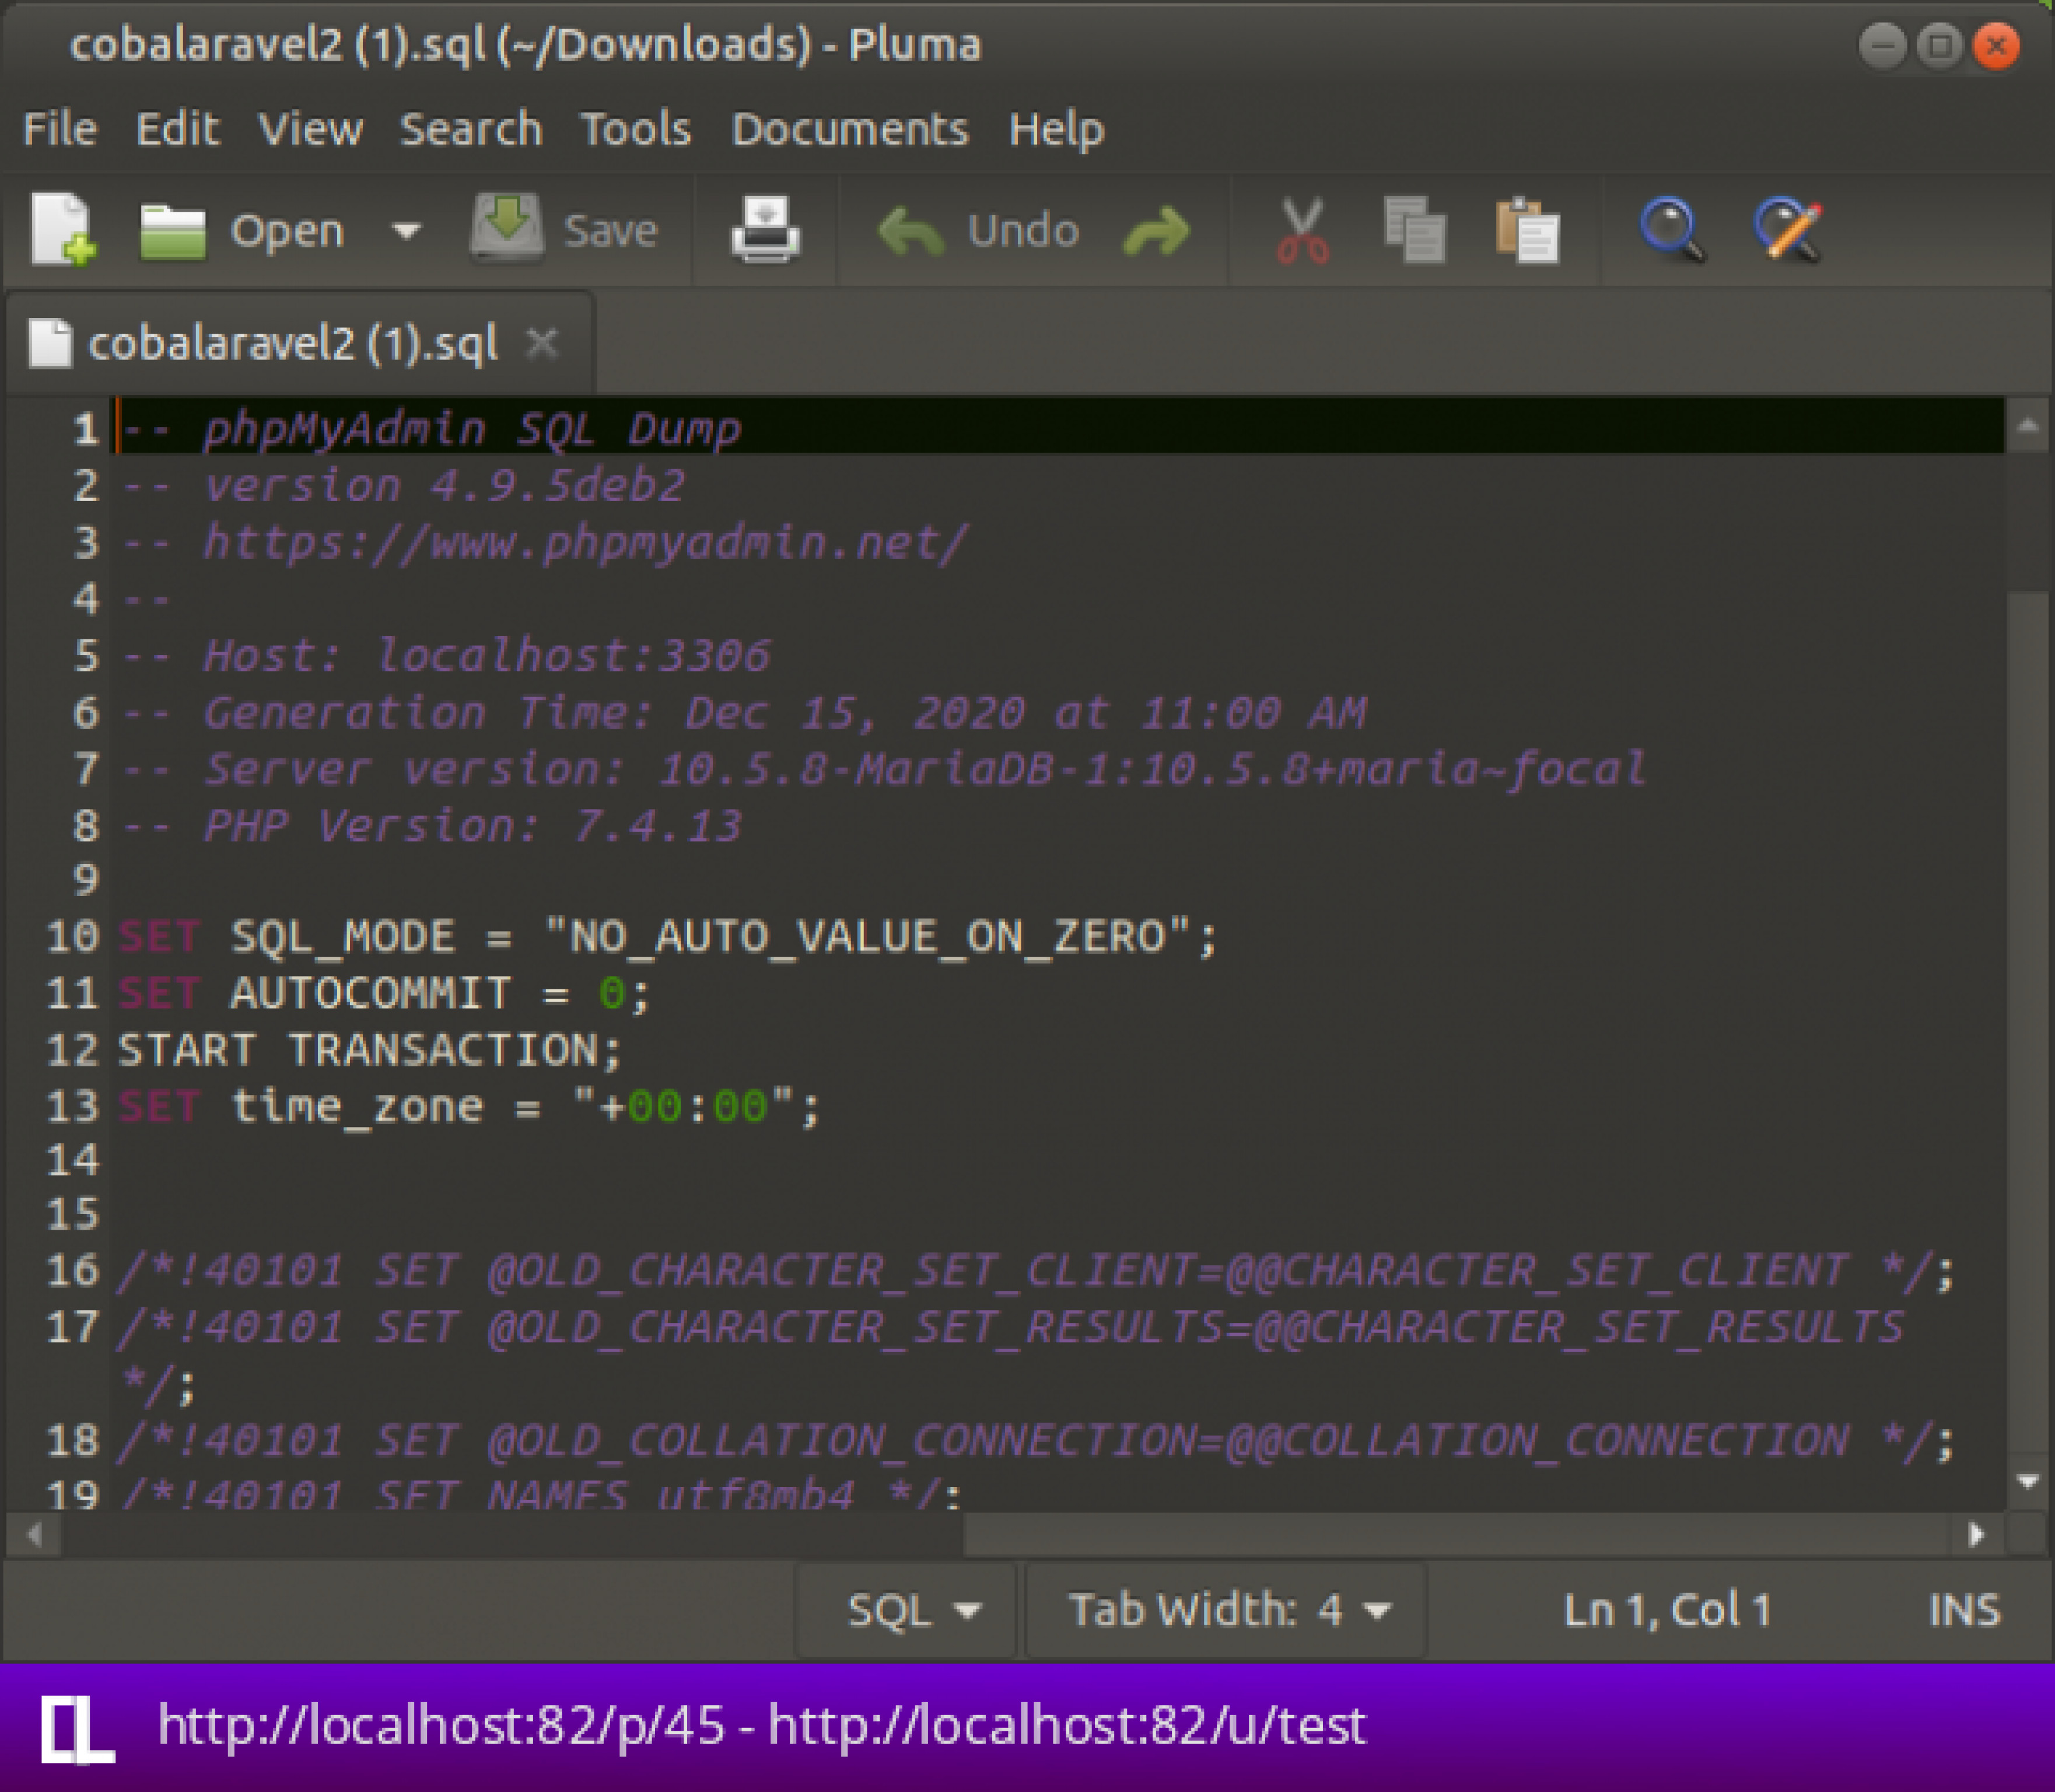 cobalaravel2 (1).sql (~/Downloads) - Pluma
File Edit View Search Tools Documents Help
Open Save Undo
cobalaravel2 (1).sql
1 -- phpMyAdmin SQL Dump
2 -- version 4.9.5deb2
3 -- https://www.phpmyadmin.net/
4 --
5 -- Host: localhost:3306
6 -- Generation Time: Dec 15, 2020 at 11:00 AM
7 -- Server version: 10.5.8-MariaDB-1:10.5.8+maria~focal
8 -- PHP Version: 7.4.13
9
10 SET SQL_MODE = "NO_AUTO_VALUE_ON_ZERO";
11 SET AUTOCOMMIT = 0;
12 START TRANSACTION;
13 SET time_zone = "+00:00";
14
15
16 /*!40101 SET @OLD_CHARACTER_SET_CLIENT=@@CHARACTER_SET_CLIENT */;
17 /*!40101 SET @OLD_CHARACTER_SET_RESULTS=@@CHARACTER_SET_RESULTS
*/;
18 /*!40101 SET @OLD_COLLATION_CONNECTION=@@COLLATION_CONNECTION */;
19 /*!40101 SET NAMES utf8mb4 */;
SQL Tab Width: 4 Ln 1, Col 1 INS
http://localhost:82/p/45 - http://localhost:82/u/test